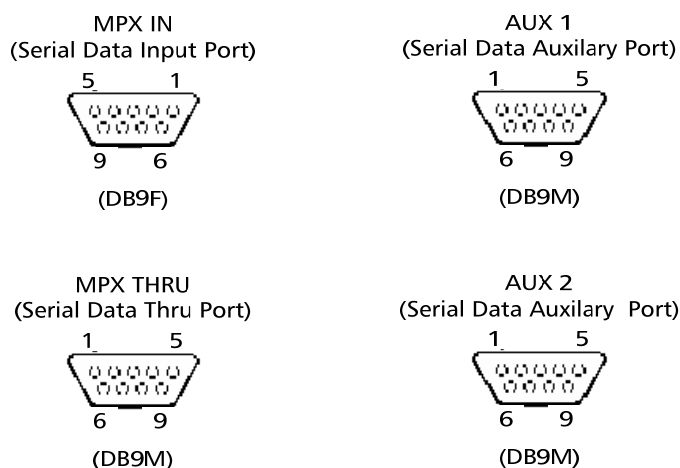 MPX IN
(Serial Data Input Port)
5 1
9 6
(DB9F)
AUX 1
(Serial Data Auxilary Port)
1 5
6 9
(DB9M)
MPX THRU
(Serial Data Thru Port)
1 5
6 9
(DB9M)
AUX 2
(Serial Data Auxilary Port)
1 5
6 9
(DB9M)